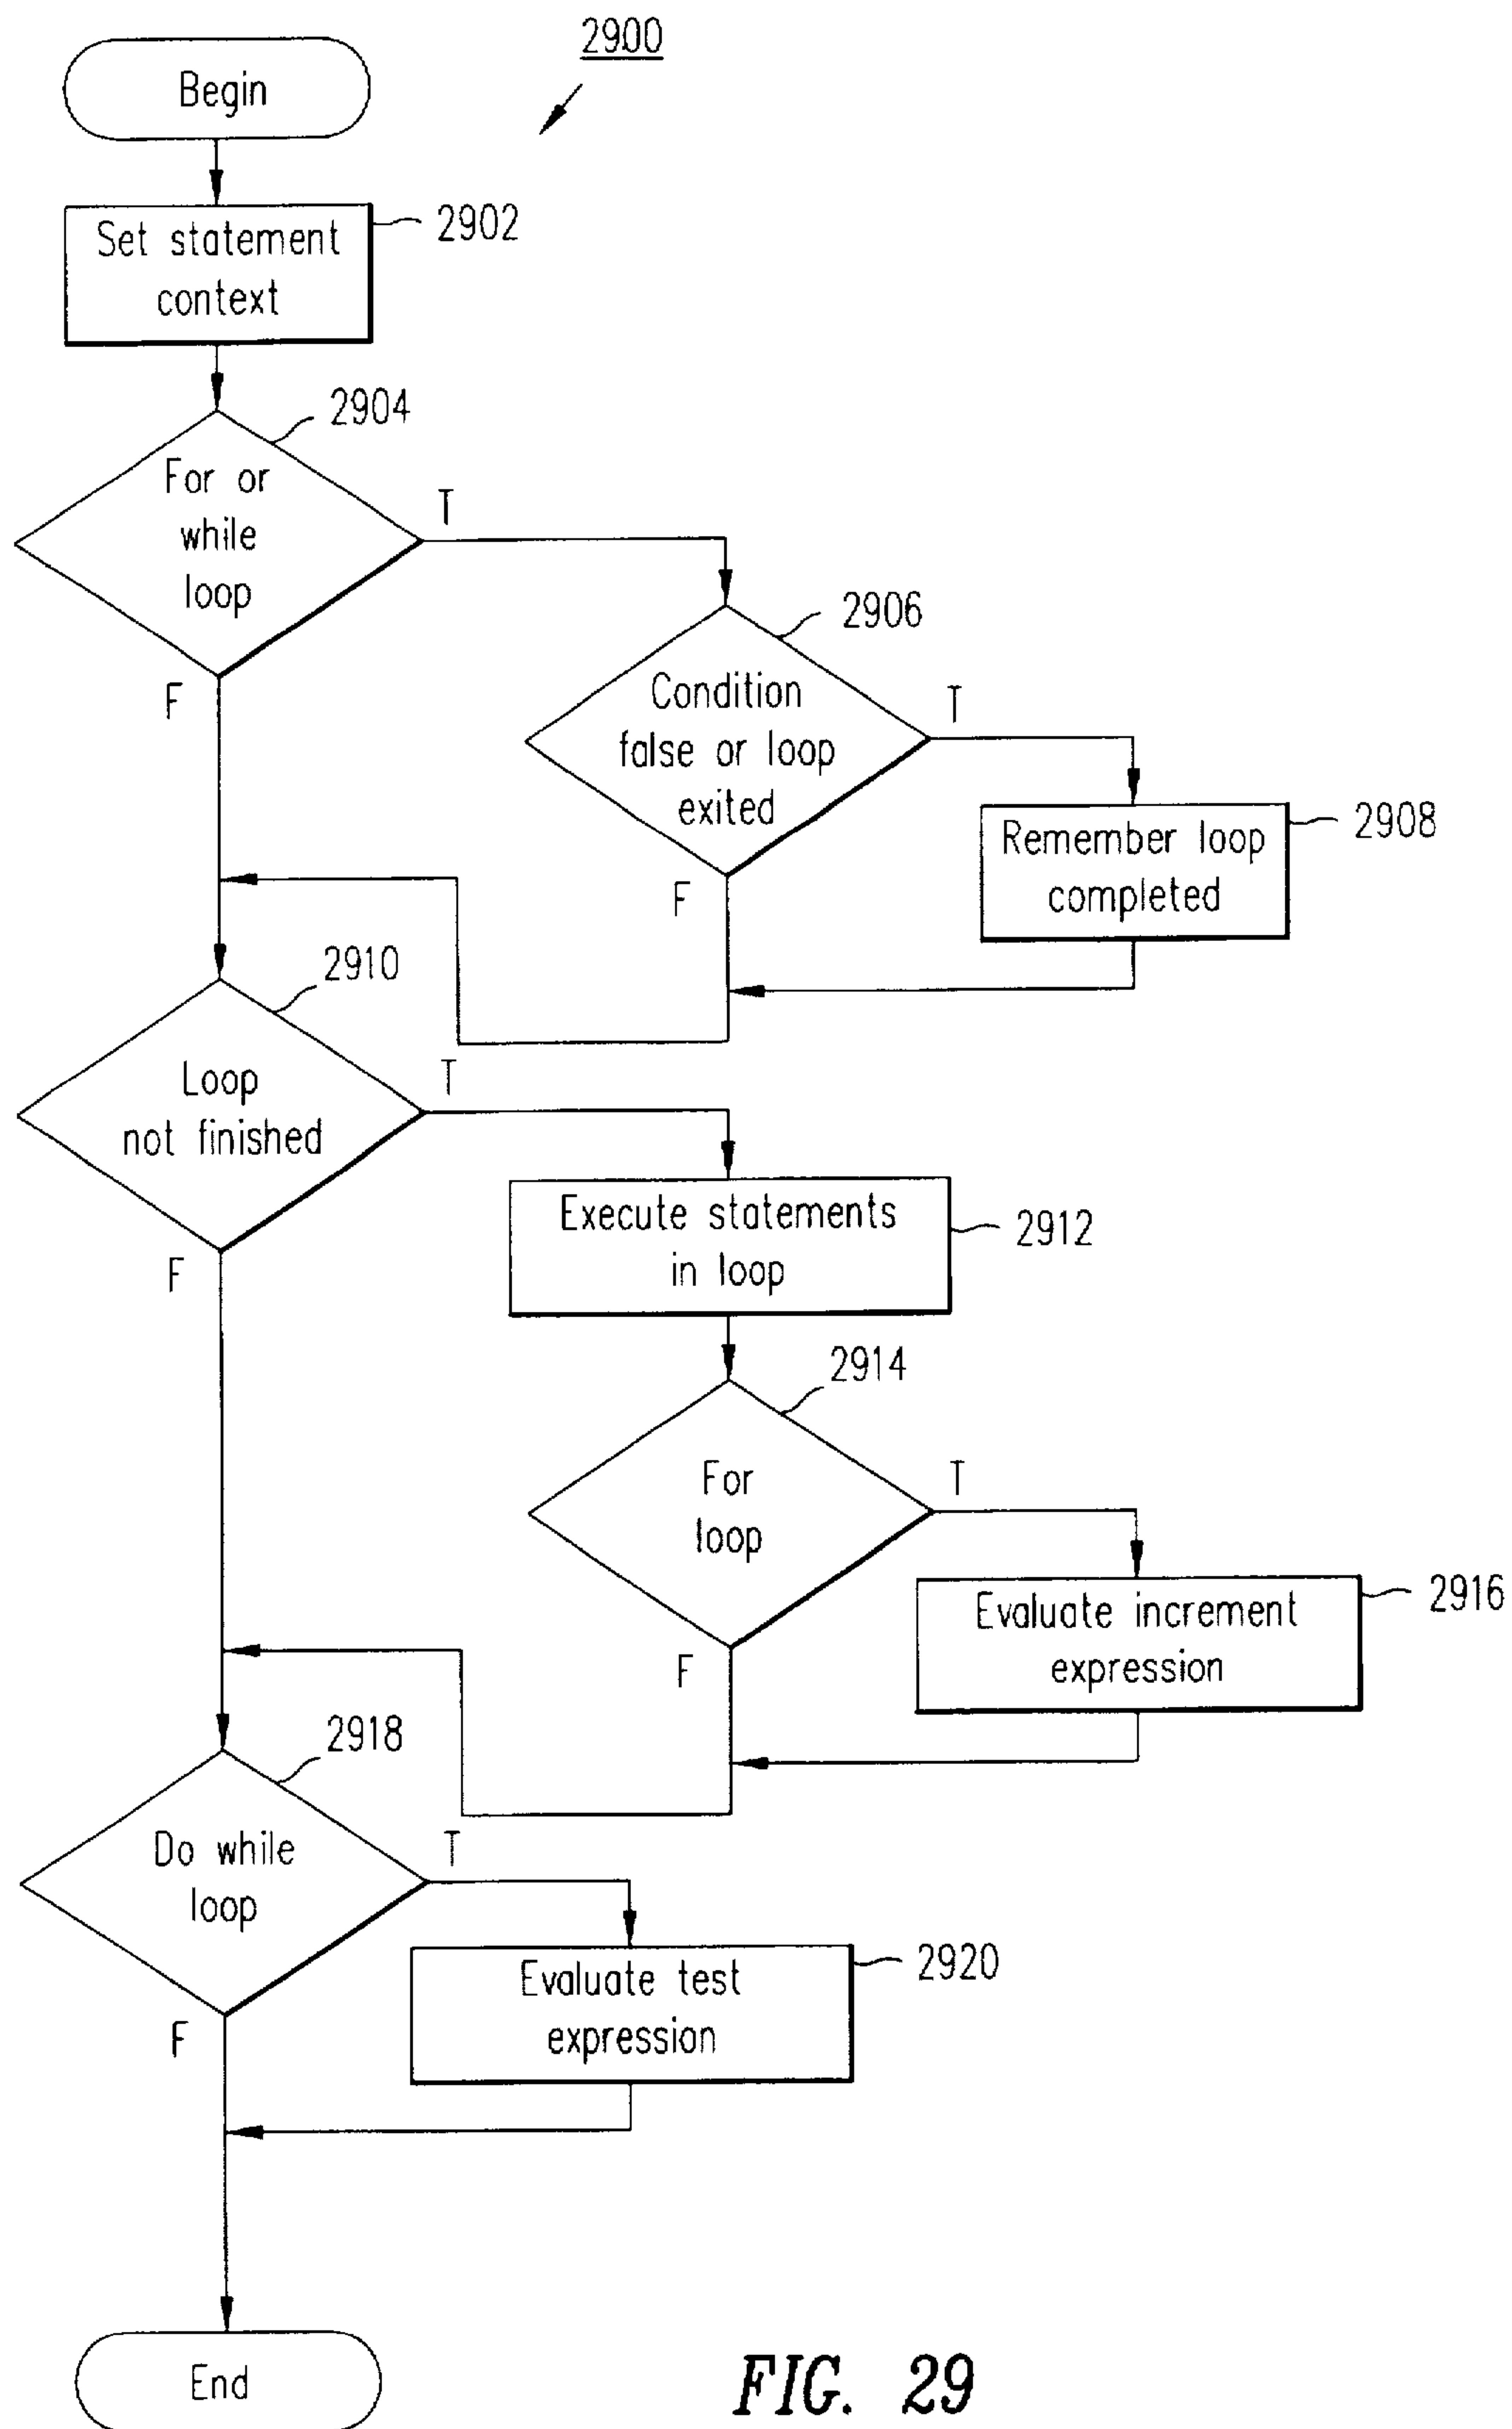 2900
Begin
Set statement
context
2902
2904
For or
while
loop
T
F
2906
Condition
false or loop
exited
T
F
2908
Remember loop
completed
2910
Loop
not finished
T
F
Execute statements
in loop
2912
2914
For
loop
T
F
Evaluate increment
expression
2916
2918
Do while
loop
T
F
Evaluate test
expression
2920
End
FIG. 29